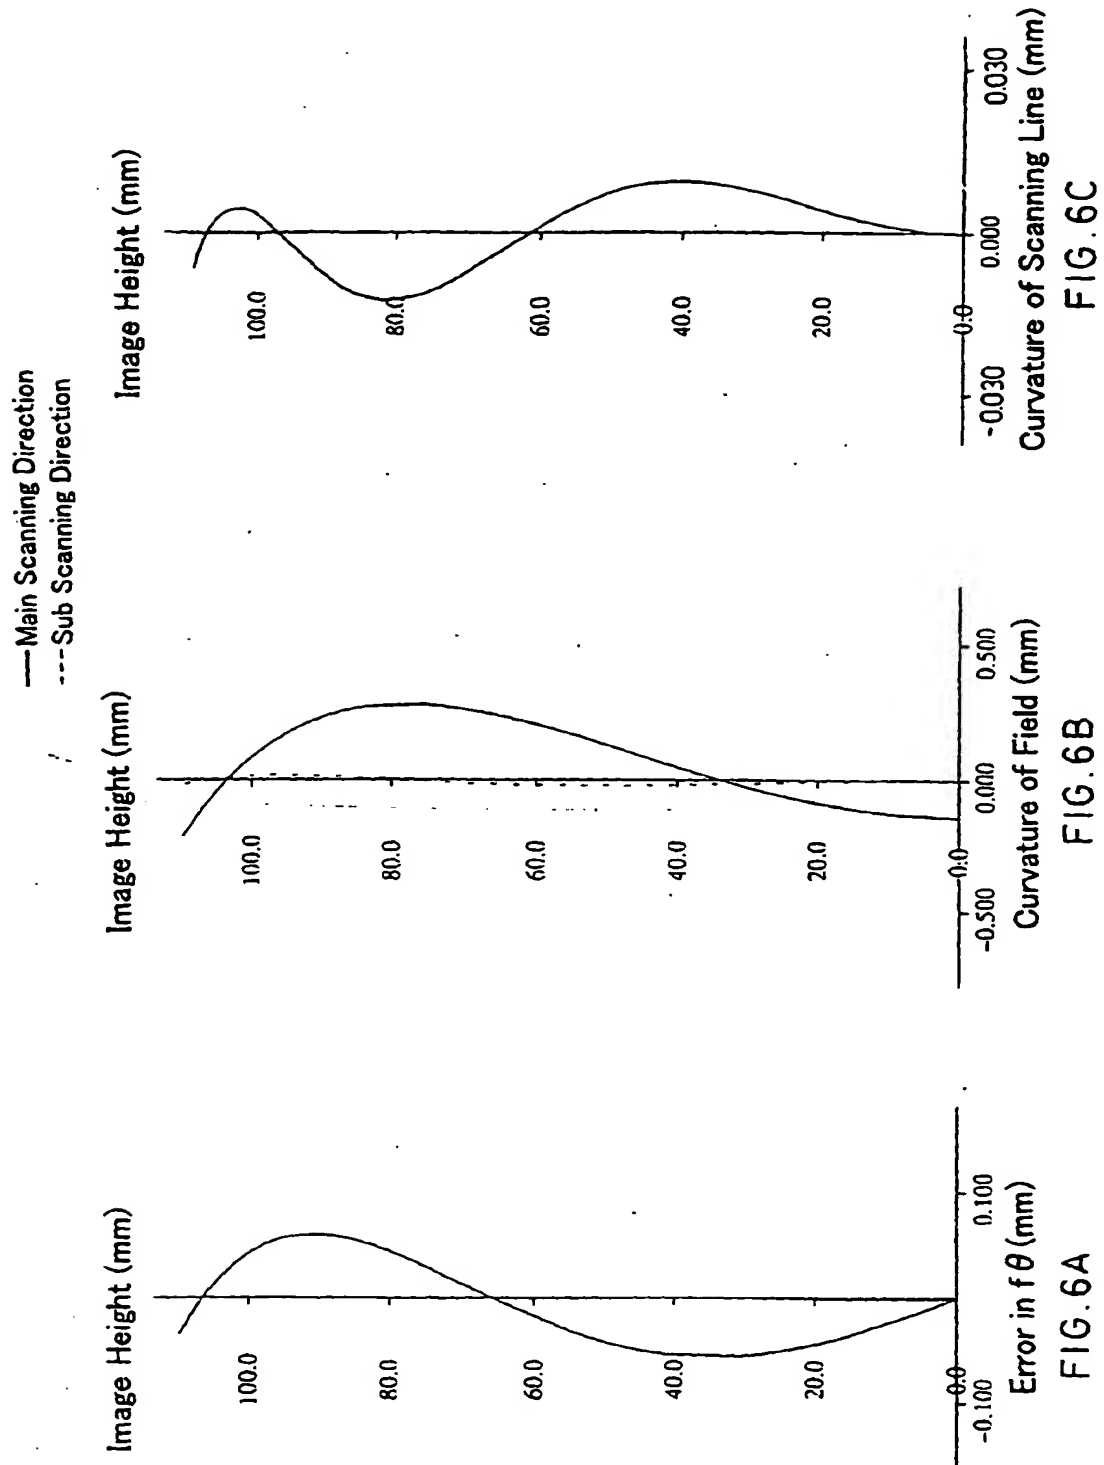 — Main Scanning Direction
--- Sub Scanning Direction
Image Height (mm)
100.0
80.0
60.0
40.0
20.0
0.0
-0.100
0.100
Error in f θ (mm)
FIG.6A
Image Height (mm)
100.0
80.0
60.0
40.0
20.0
0.0
-0.500
0.000
0.500
Curvature of Field (mm)
FIG.6B
Image Height (mm)
100.0
80.0
60.0
40.0
20.0
0.0
-0.030
0.000
0.030
Curvature of Scanning Line (mm)
FIG.6C